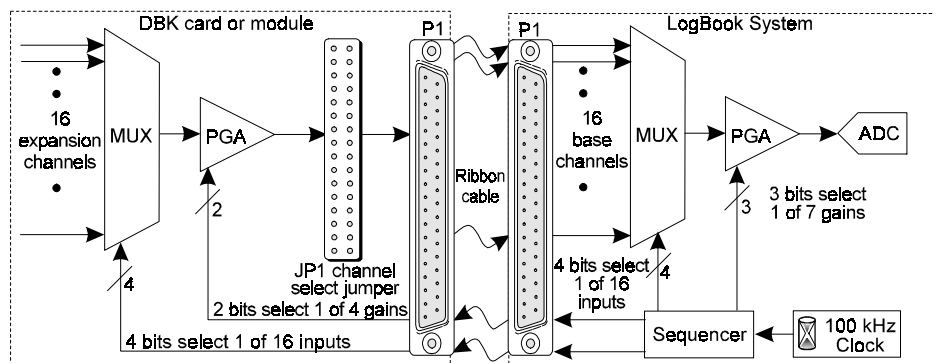 DBK card or module
P1
P1
LogBook System
16
expansion
channels
MUX
PGA
2
4
JP1 channel
select jumper
2 bits select 1 of 4 gains
4 bits select 1 of 16 inputs
Ribbon
cable
16
base
channels
MUX
PGA
ADC
3
3 bits select
1 of 7 gains
4 bits select
1 of 16
inputs
4
Sequencer
100 kHz
Clock